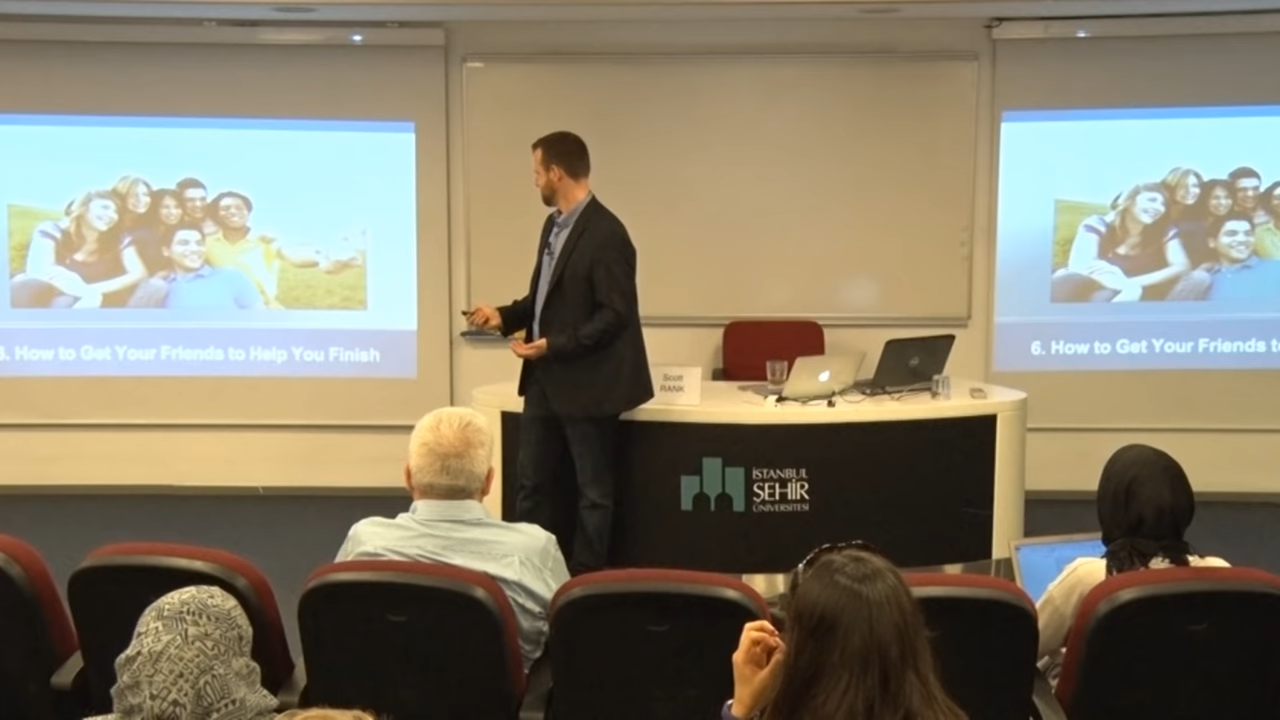 6. How to Get Your Friends to Help You Finish
6. How to Get Your Friends to
Scott
RANK
İSTANBUL
ŞEHİR
ÜNİVERSİTESİ